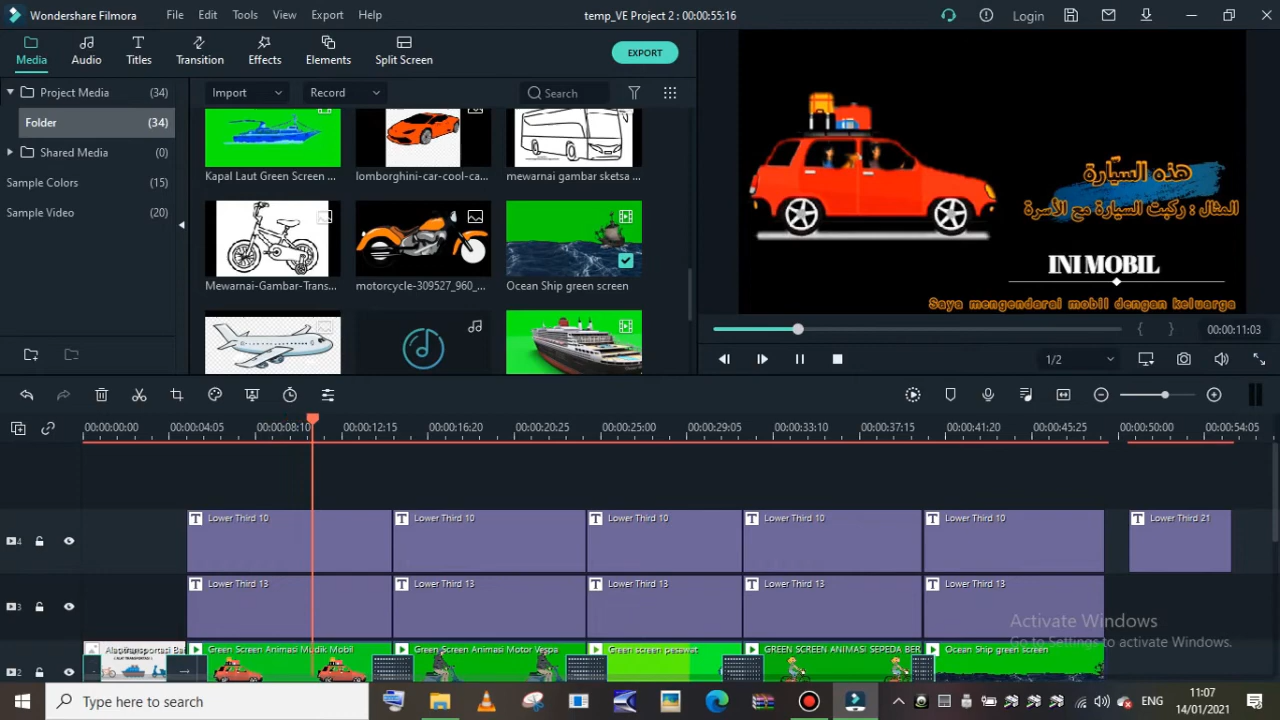 Wondershare Filmora
File Edit Tools View Export Help
temp_VE Project 2 : 00:00:55:16
Login
Media Audio Titles Transition Effects Elements Split Screen
EXPORT
Project Media (34)
Folder (34)
Shared Media (0)
Sample Colors (15)
Sample Video (20)
Import Record Search
Kapal Laut Green Screen ...
lomborghini-car-cool-ca...
mewarnai gambar sketsa ...
Mewarnai-Gambar-Trans...
motorcycle-309527_960_...
Ocean Ship green screen
هذه السيّارة
المثال : ركبت السيارة مع الأسرة
INI MOBIL
Saya mengendarai mobil dengan keluarga
00:00:11:03
1/2
00:00:00:00 00:00:04:05 00:00:08:10 00:00:12:15 00:00:16:20 00:00:20:25 00:00:25:00 00:00:29:05 00:00:33:10 00:00:37:15 00:00:41:20 00:00:45:25 00:00:50:00 00:00:54:05
4
Lower Third 10 Lower Third 10 Lower Third 10 Lower Third 10 Lower Third 10 Lower Third 21
3
Lower Third 13 Lower Third 13 Lower Third 13 Lower Third 13 Lower Third 13
Green Screen Animasi Mudik Mobil Green Screen Animasi Motor Vespa Green screen pesawat GREEN SCREEN ANIMASI SEPEDA BER Ocean Ship green screen
Activate Windows
Go to Settings to activate Windows.
Type here to search
ENG
11:07
14/01/2021